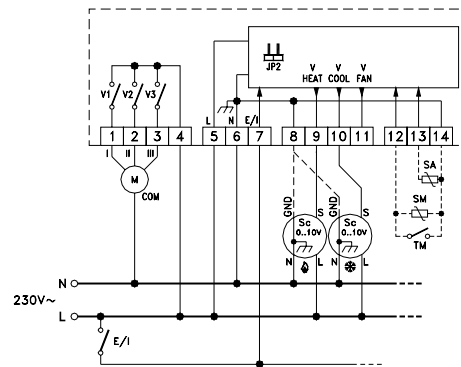 JP2
V V V
HEAT COOL FAN
V1 V2 V3
L N E/I
1 2 3 4 5 6 7 8 9 10 11 12 13 14
I II III
M
COM
SA
GND S GND S
SM
Sc Sc
0..10V 0..10V
TM
N L N L
N
230V~
L
E/I